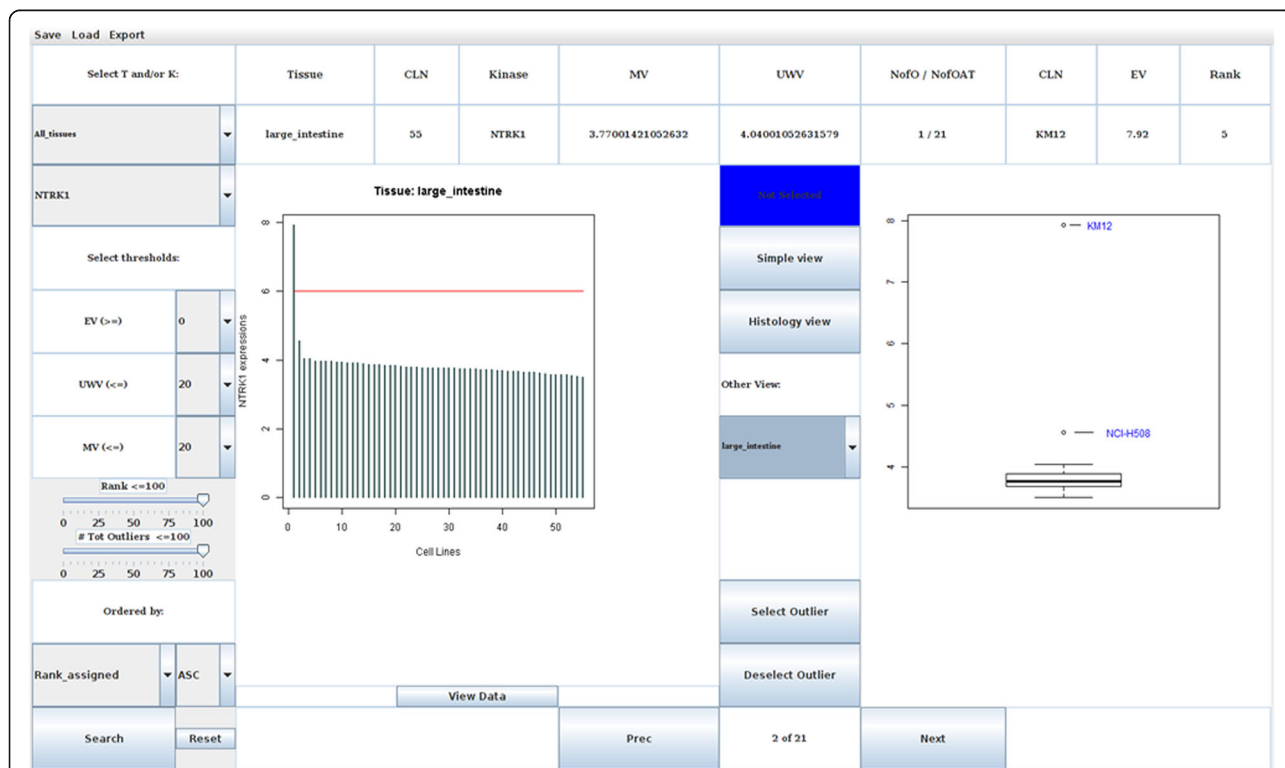 Save Load Export
Select T and/or K: Tissue CLN Kinase MV UWV NofO / NofOAT CLN EV Rank
All_tissues large_intestine 55 NTRK1 3.77001421052632 4.04001052631579 1 / 21 KM12 7.92 5
NTRK1
Select thresholds:
EV (>=) 0
UWV (<=) 20
MV (<=) 20
Rank <=100
0 25 50 75 100
# Tot Outliers <=100
0 25 50 75 100
Ordered by:
Rank_assigned ASC
Search Reset
Tissue: large_intestine
NTRK1 expressions
8
6
4
2
0
0 10 20 30 40 50
Cell Lines
View Data
Not Selected
Simple view
Histology view
Other View:
large_intestine
Select Outlier
Deselect Outlier
8
7
6
5
4
KM12
NCI-H508
Prec 2 of 21 Next